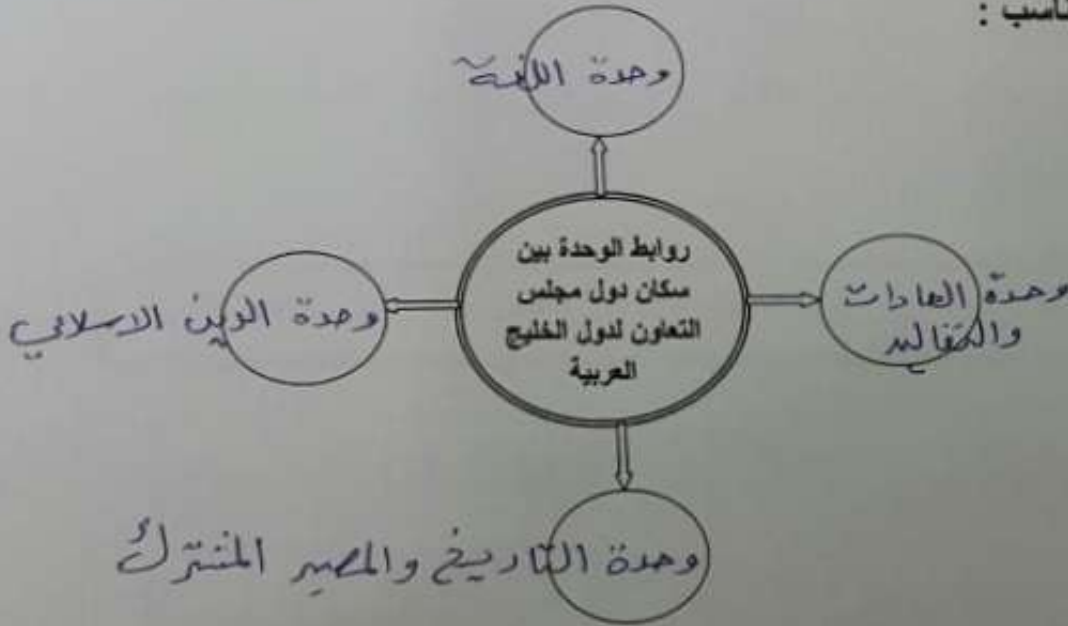 ناسب :
وحدة اللغة
روابط الوحدة بين
سكان دول مجلس
التعاون لدول الخليج
العربية
وحدة العادات
والتقاليد
وحدة الدين الاسلامي
وحدة التاريخ والمصير المشترك